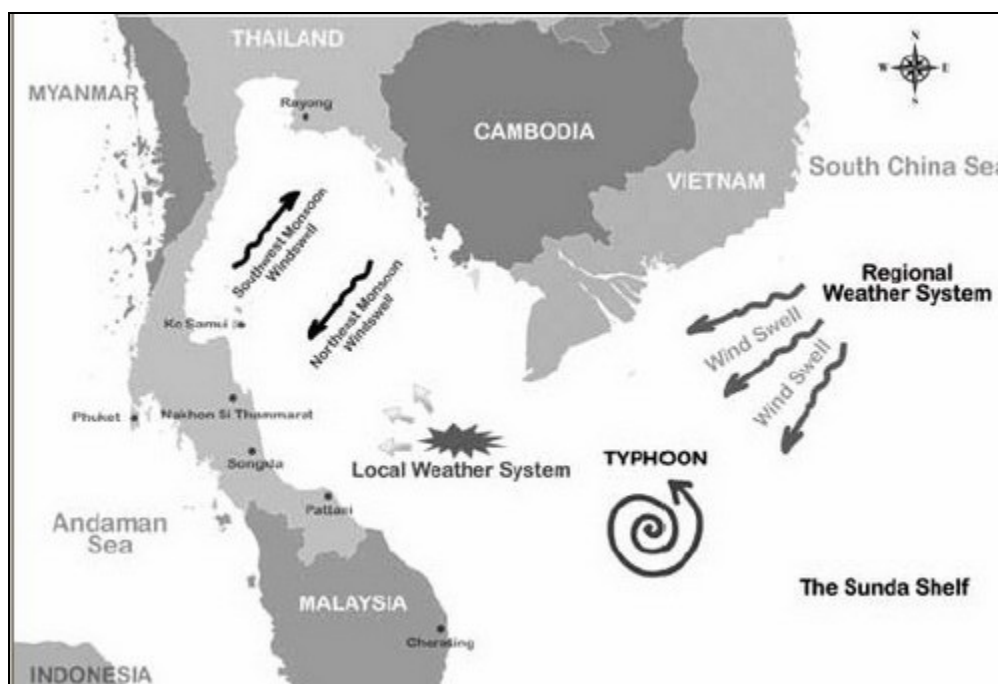 THAILAND
MYANMAR
Rayong
CAMBODIA
N
W
E
S
South China Sea
VIETNAM
Southwest Monsoon
Windswell
Northeast Monsoon
Windswell
Regional
Weather System
Wind Swell
Wind Swell
Ko Samui
Phuket
Nakhon Si Thammarat
Songkla
Local Weather System
TYPHOON
Pattani
Andaman
Sea
The Sunda Shelf
MALAYSIA
Cherating
INDONESIA